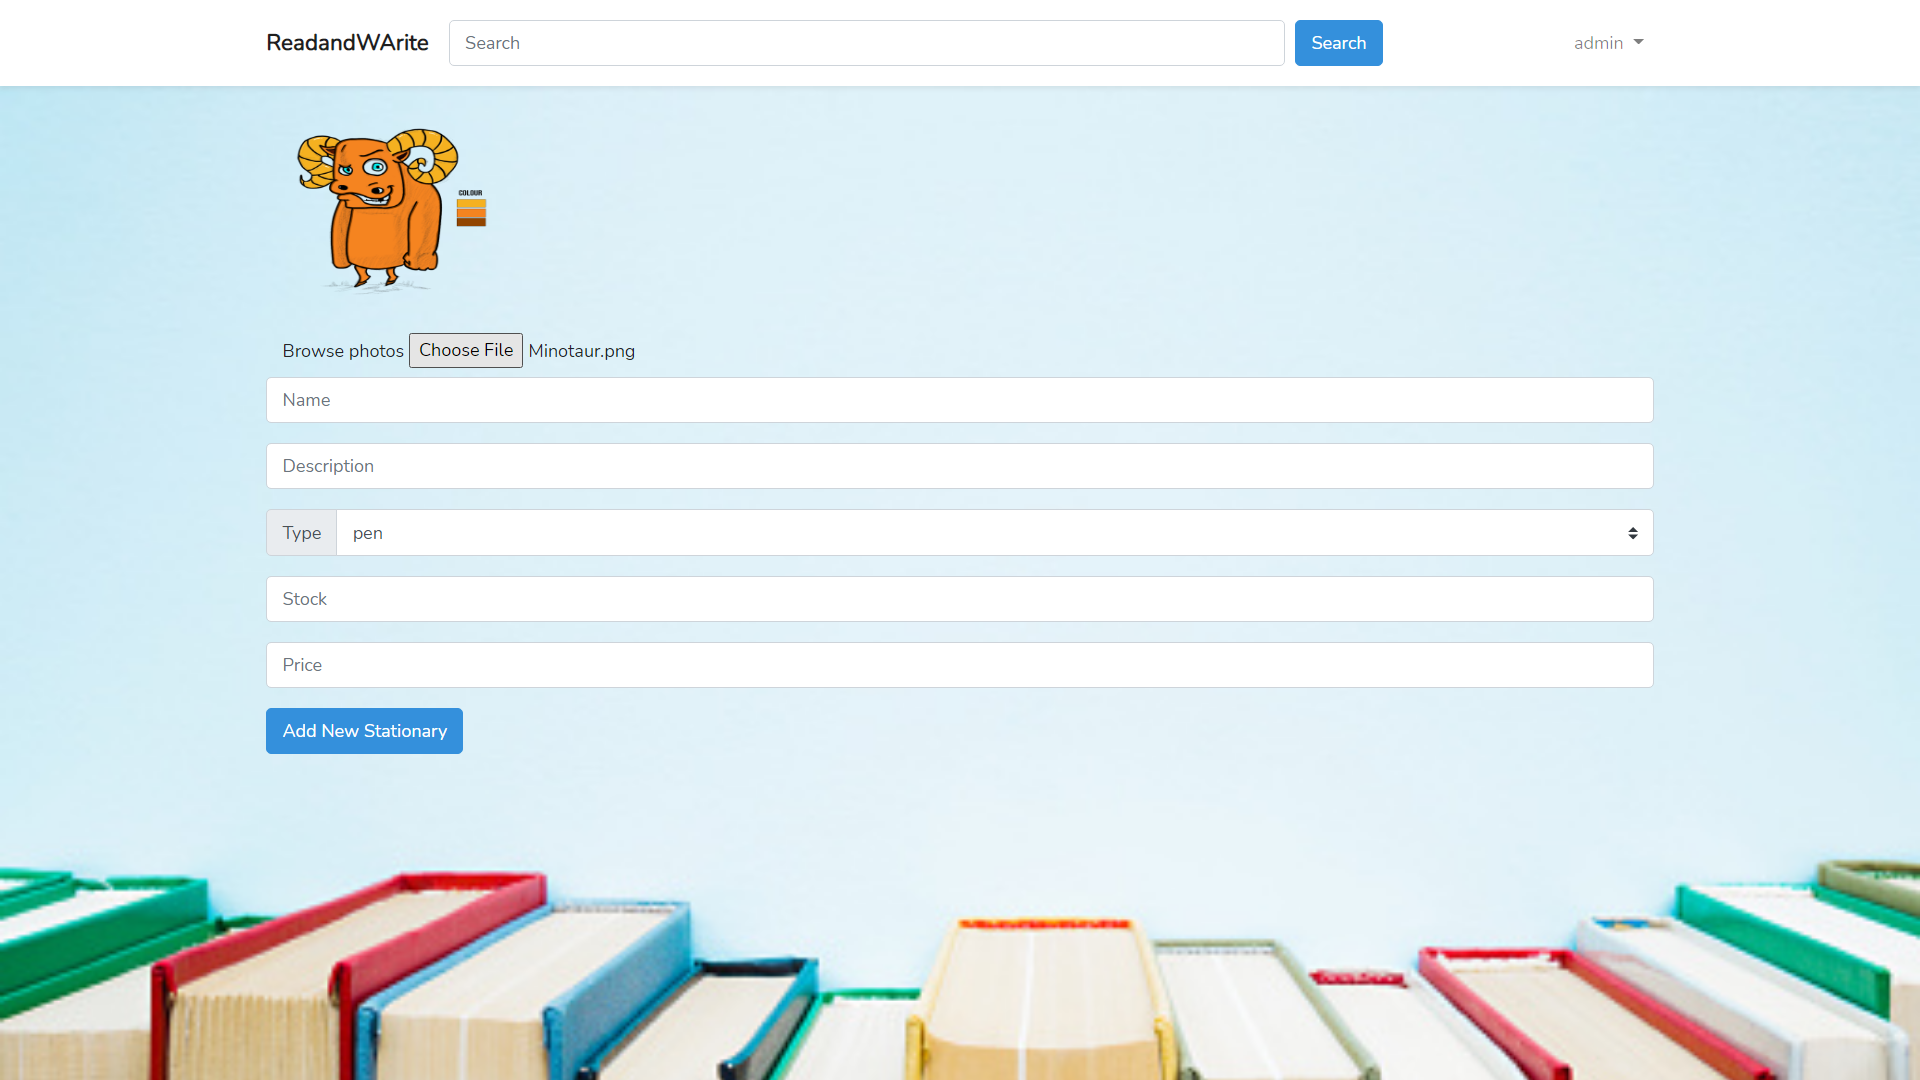 ReadandWArite
Search
Search
admin
COLOUR
Browse photos Choose File Minotaur.png
Name
Description
Type pen
Stock
Price
Add New Stationary